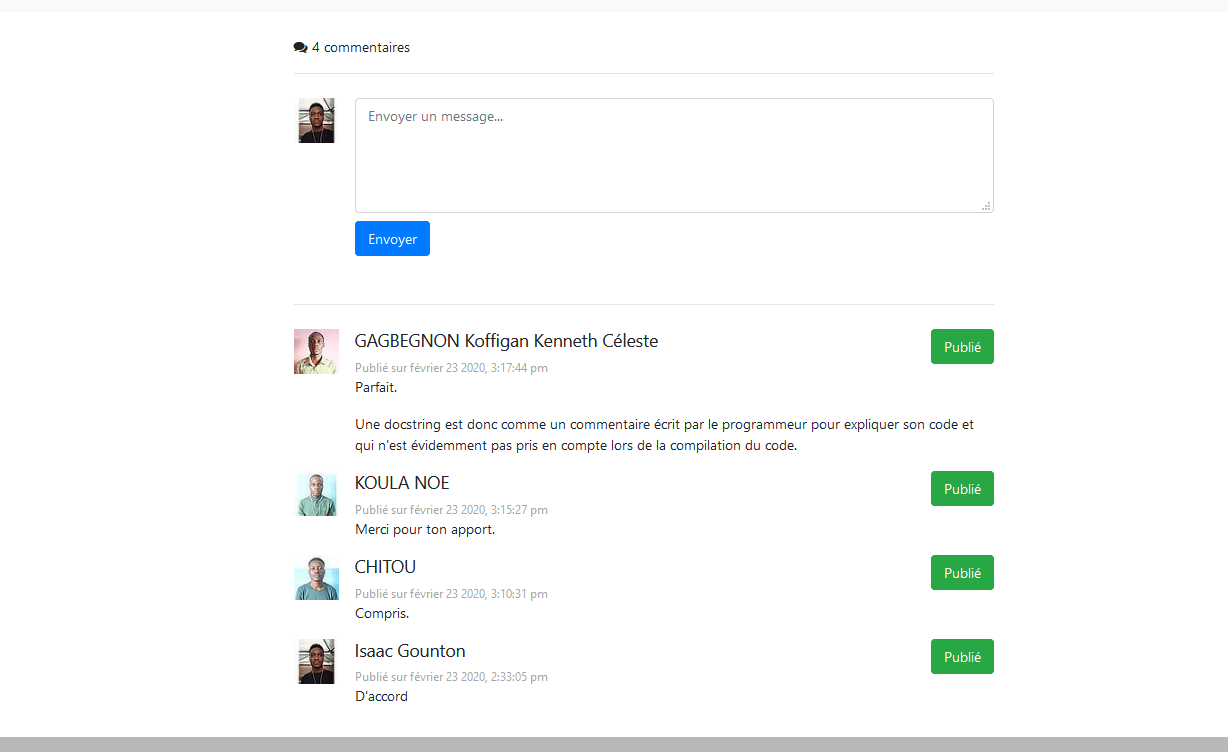 4 commentaires
Envoyer un message...
Envoyer
GAGBEGNON Koffigan Kenneth Céleste
Publié
Publié sur février 23 2020, 3:17:44 pm
Parfait.
Une docstring est donc comme un commentaire écrit par le programmeur pour expliquer son code et
qui n'est évidemment pas pris en compte lors de la compilation du code.
KOULA NOE
Publié
Publié sur février 23 2020, 3:15:27 pm
Merci pour ton apport.
CHITOU
Publié
Publié sur février 23 2020, 3:10:31 pm
Compris.
Isaac Gounton
Publié
Publié sur février 23 2020, 2:33:05 pm
D'accord